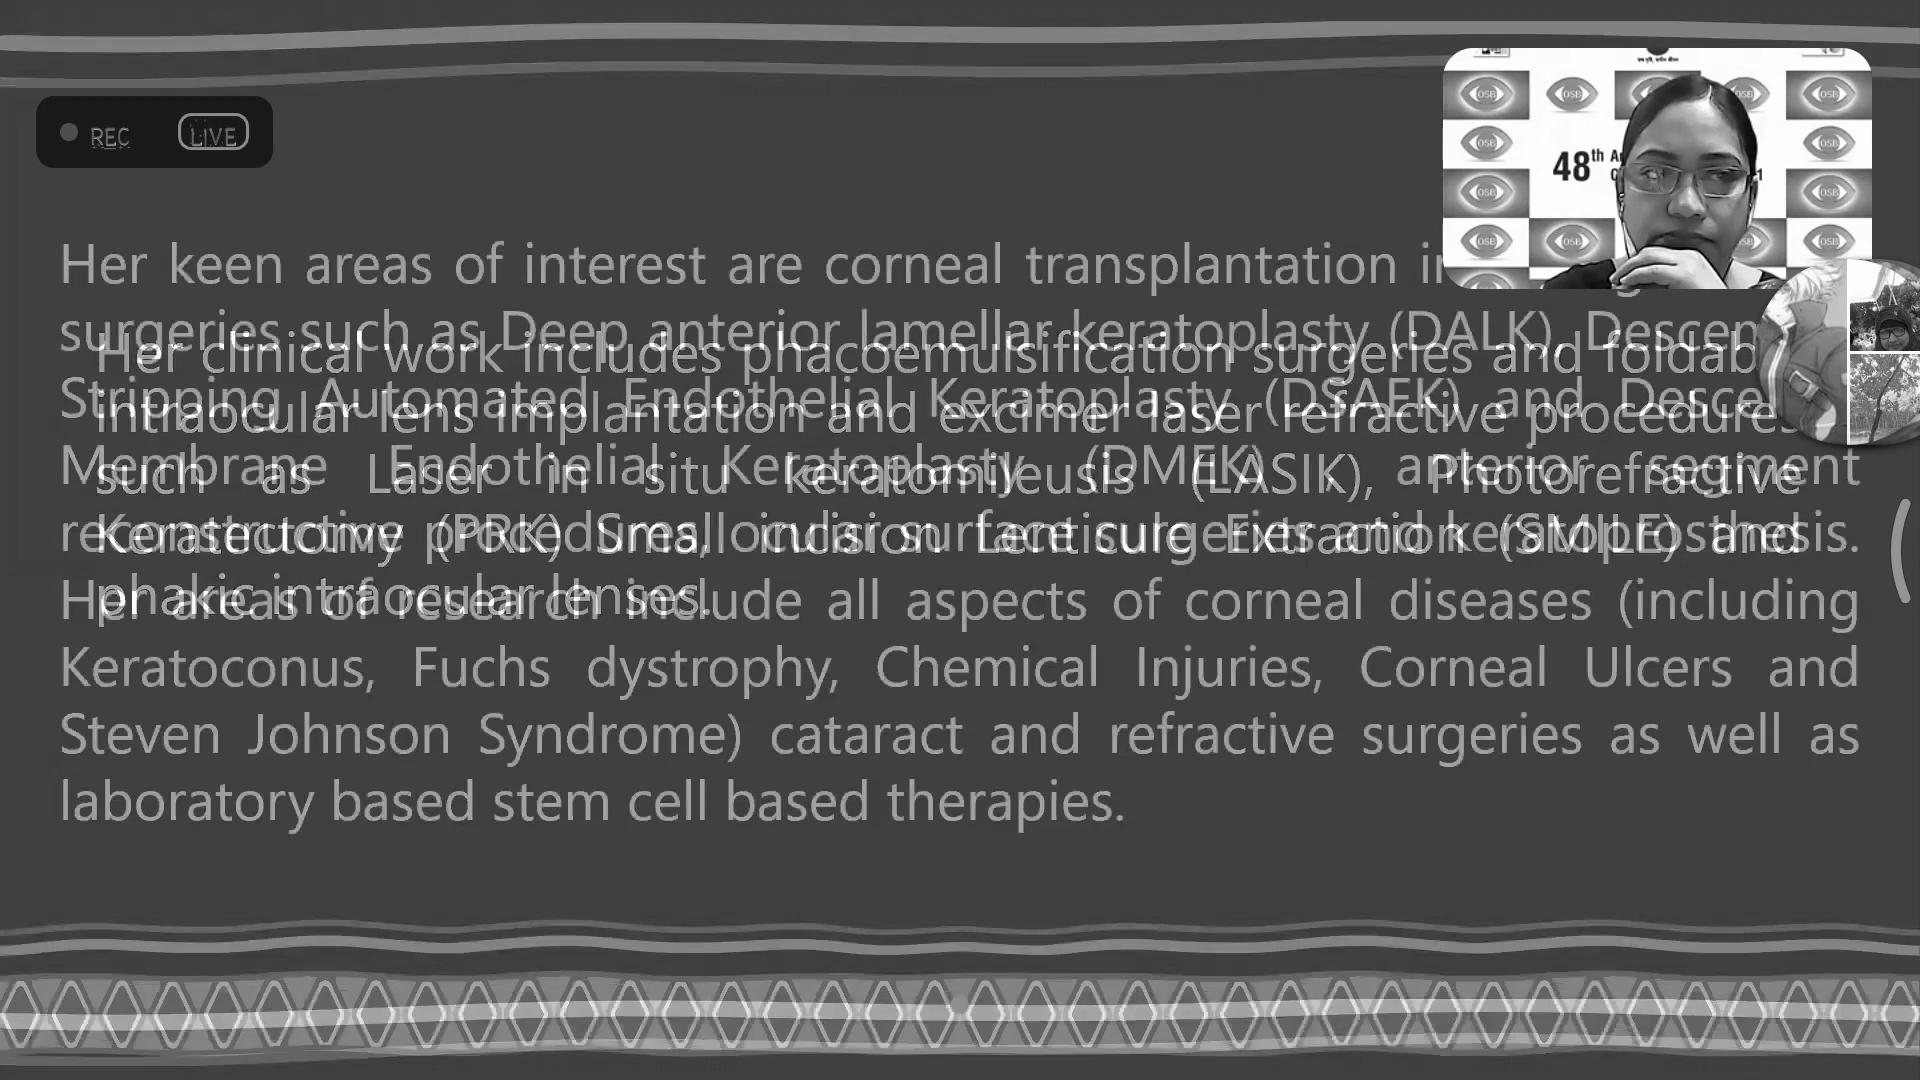 REC LIVE
48th
OSB
Her keen areas of interest are corneal transplantation
surgeries such as Deep anterior lamellar keratoplasty (DALK),
Stripping Automated Endothelial Keratoplasty (DSAEK) and
Membrane Endothelial Keratoplasty (DMEK), anterior segment
reconstructive procedures, ocular surface surgeries and keratoprosthesis.
Her areas of research include all aspects of corneal diseases (including
Keratoconus, Fuchs dystrophy, Chemical Injuries, Corneal Ulcers and
Steven Johnson Syndrome) cataract and refractive surgeries as well as
laboratory based stem cell based therapies.
Her clinical work includes phacoemulsification surgeries and
intraocular lens implantation and excimer laser refractive procedures
such as Laser in situ keratomileusis (LASIK), Photorefractive
Keratectomy (PRK) Small incision Lenticule Extraction (SMILE) and
phakic intraocular lenses.